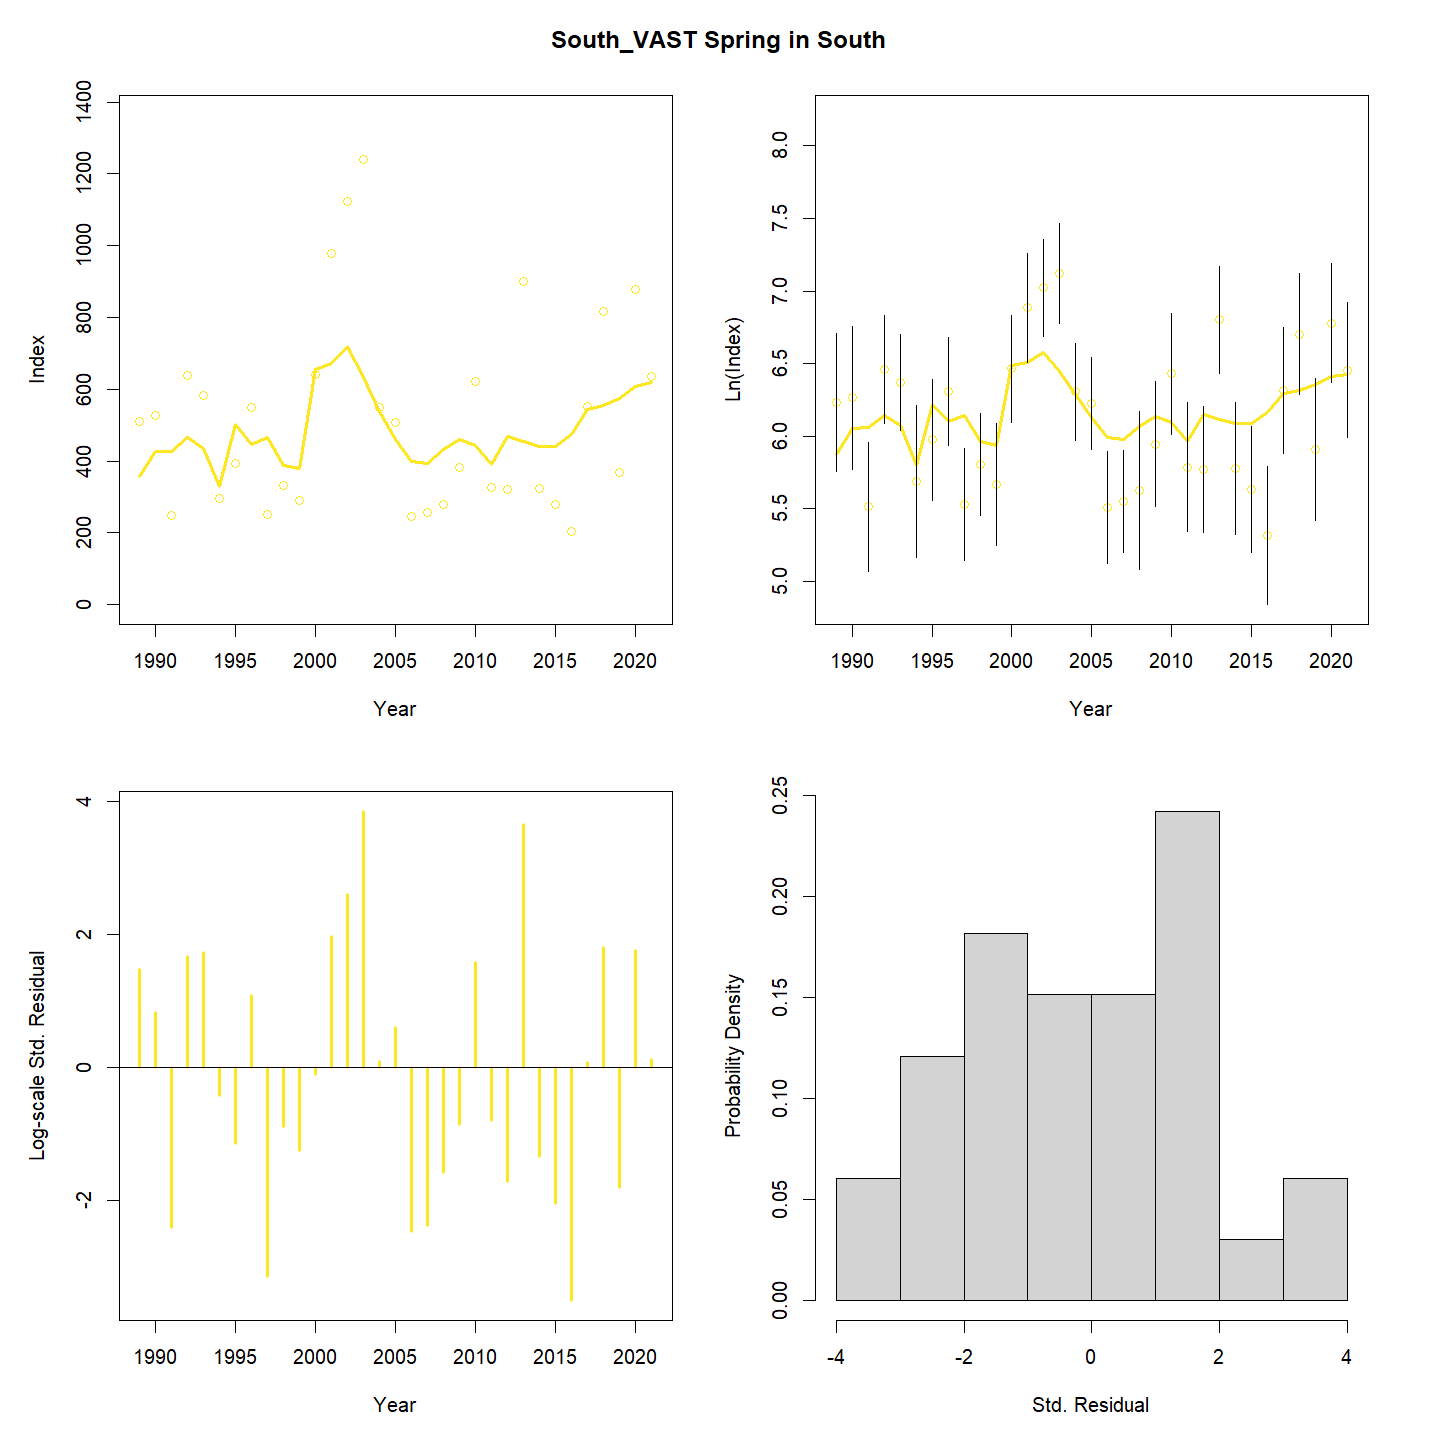 South_VAST Spring in South
1400
1200
1000
800
600
400
200
0
Index
1990 1995 2000 2005 2010 2015 2020
Year
8.0
7.5
7.0
6.5
6.0
5.5
5.0
Ln(Index)
1990 1995 2000 2005 2010 2015 2020
Year
4
2
0
-2
Log-scale Std. Residual
1990 1995 2000 2005 2010 2015 2020
Year
0.25
0.20
0.15
0.10
0.05
0.00
Probability Density
-4 -2 0 2 4
Std. Residual